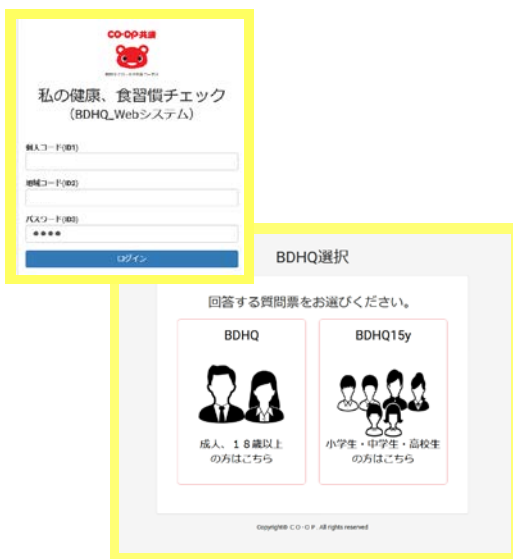 CO·OP共済
私の健康、食習慣チェック
(BDHQ_Webシステム)
個人コード(ID1)
地域コード(ID2)
パスワード(ID3)
●●●●
ログイン
BDHQ選択
回答する質問票をお選びください。
BDHQ
成人、18歳以上
の方はこちら
BDHQ15y
小学生・中学生・高校生
の方はこちら
Copyright© CO-OP. All rights reserved